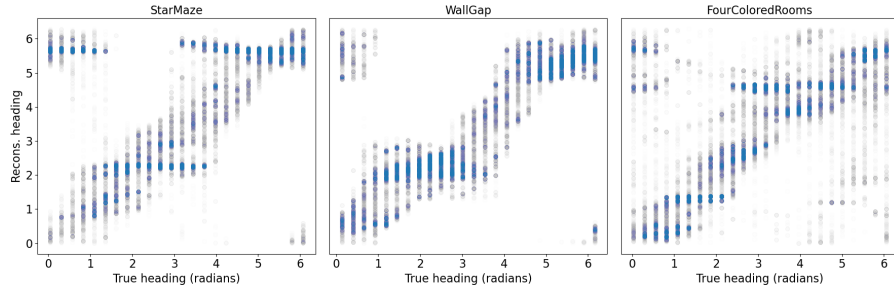 StarMaze
WallGap
FourColoredRooms
Recons. heading
6
5
4
3
2
1
0
0 1 2 3 4 5 6
0 1 2 3 4 5 6
0 1 2 3 4 5 6
True heading (radians)
True heading (radians)
True heading (radians)